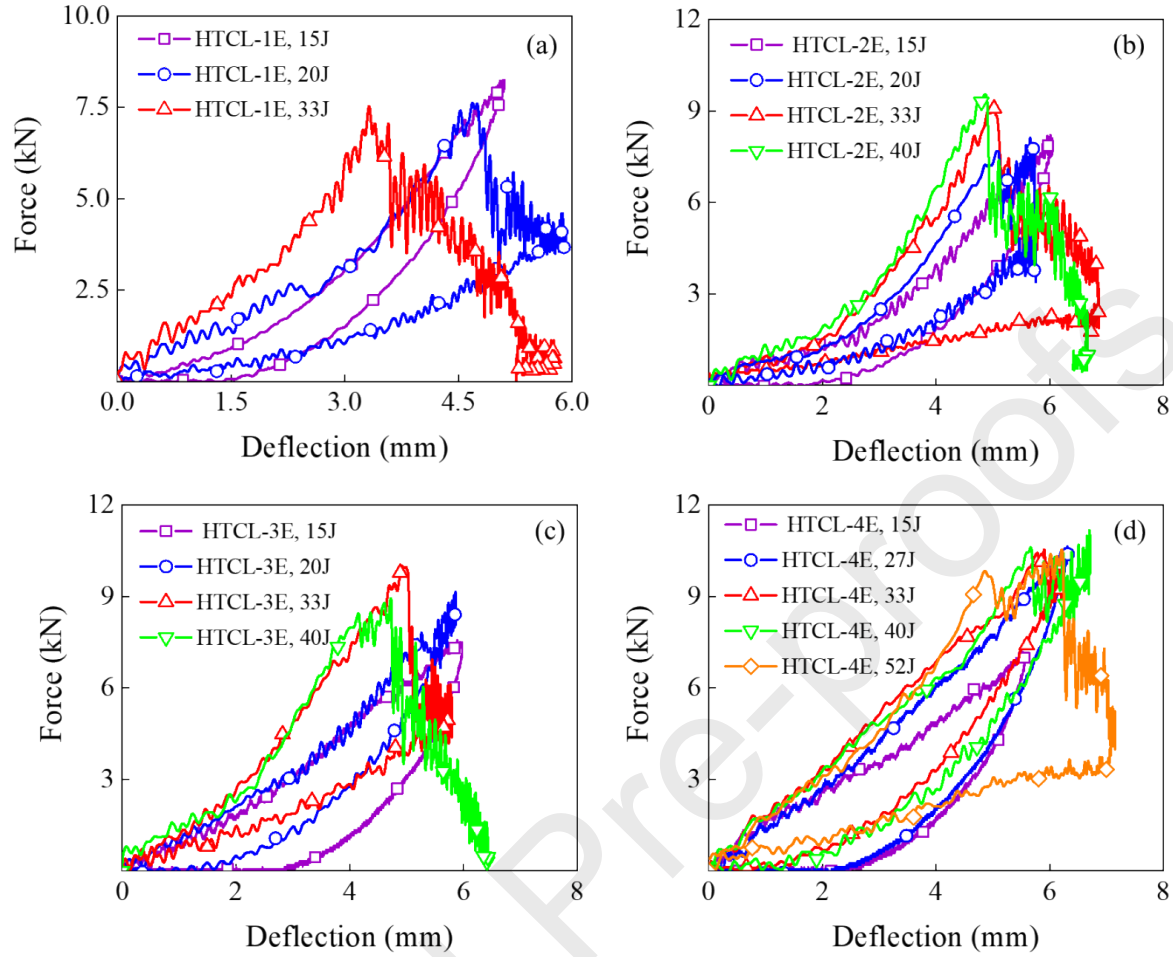 10.0
7.5
5.0
2.5
0.0
1.5
3.0
4.5
6.0
Force (kN)
Deflection (mm)
HTCL-1E, 15J
HTCL-1E, 20J
HTCL-1E, 33J
(a)
12
9
6
3
0
2
4
6
8
Force (kN)
Deflection (mm)
HTCL-2E, 15J
HTCL-2E, 20J
HTCL-2E, 33J
HTCL-2E, 40J
(b)
12
9
6
3
0
2
4
6
8
Force (kN)
Deflection (mm)
HTCL-3E, 15J
HTCL-3E, 20J
HTCL-3E, 33J
HTCL-3E, 40J
(c)
12
9
6
3
0
2
4
6
8
Force (kN)
Deflection (mm)
HTCL-4E, 15J
HTCL-4E, 27J
HTCL-4E, 33J
HTCL-4E, 40J
HTCL-4E, 52J
(d)
Pre-proofs